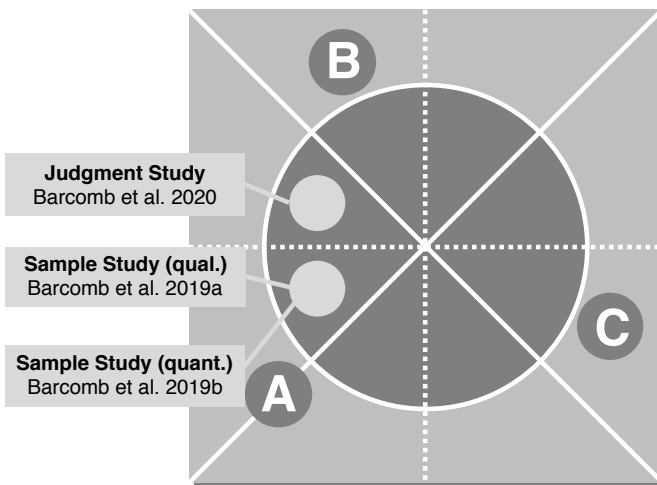 B
Judgment Study
Barcomb et al. 2020
Sample Study (qual.)
Barcomb et al. 2019a
C
Sample Study (quant.)
Barcomb et al. 2019b
A